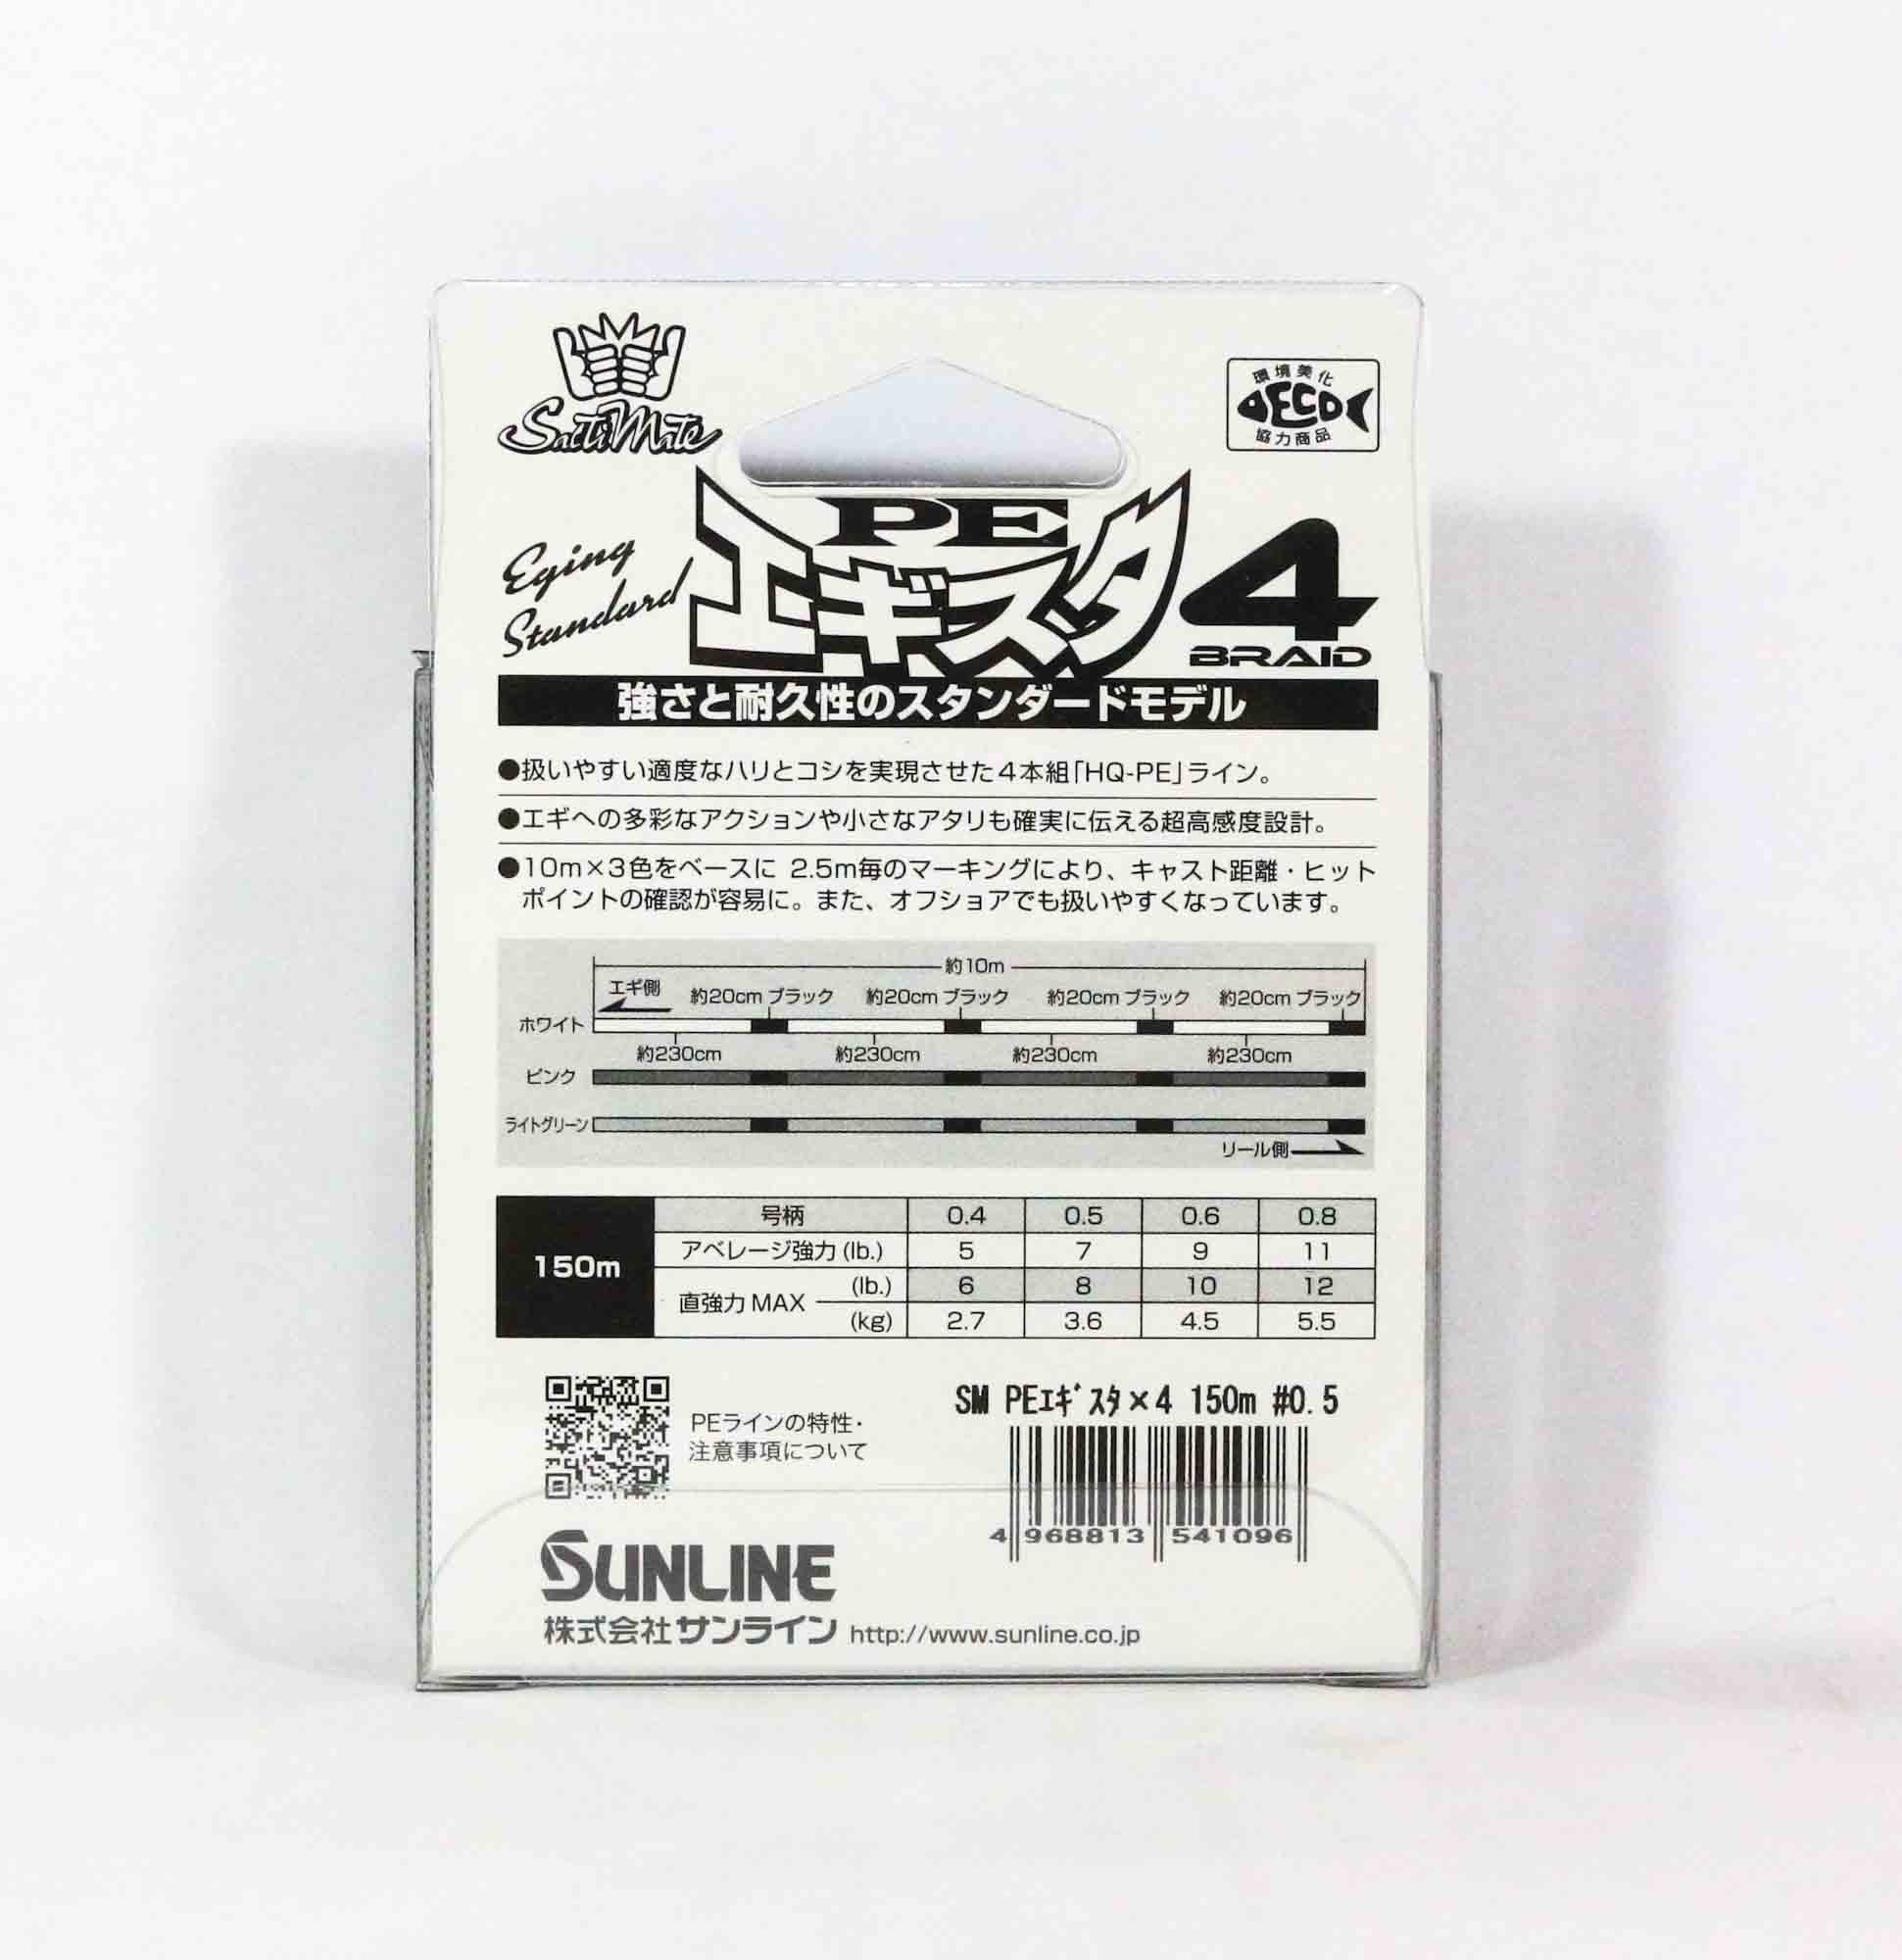 SaltiMate
環境美化
ECO
協力商品
Eging
Standard
PE
エギスタ
4
BRAID
強さと耐久性のスタンダードモデル
●扱いやすい適度なハリとコシを実現させた4本組「HQ-PE」ライン。
●エギへの多彩なアクションや小さなアタリも確実に伝える超高感度設計。
●10m×3色をベースに 2.5m毎のマーキングにより、キャスト距離・ヒット
ポイントの確認が容易に。また、オフショアでも扱いやすくなっています。
約10m
エギ側
約20cm ブラック 約20cm ブラック 約20cm ブラック 約20cm ブラック
ホワイト
約230cm 約230cm 約230cm 約230cm
ピンク
ライトグリーン
リール側
150m
号柄 0.4 0.5 0.6 0.8
アベレージ強力 (lb.) 5 7 9 11
直強力 MAX (lb.) 6 8 10 12
(kg) 2.7 3.6 4.5 5.5
PEラインの特性・
注意事項について
SM PEｴｷﾞｽﾀ×4 150m #0.5
4 968813 541096
SUNLINE
株式会社サンライン http://www.sunline.co.jp